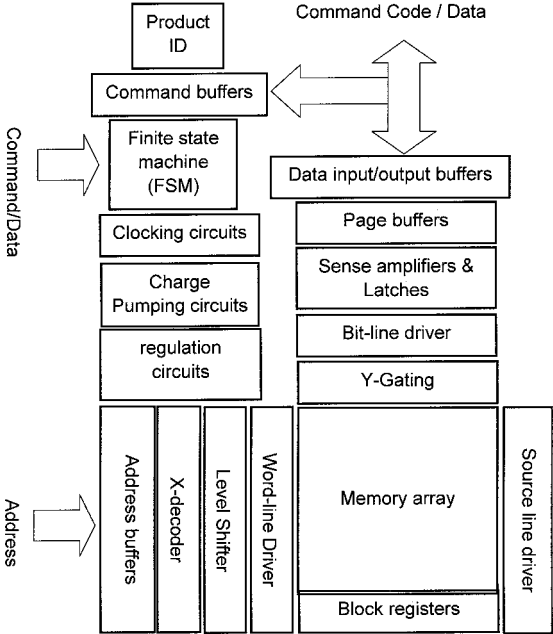 Product
ID
Command Code / Data
Command buffers
Command/Data
Finite state
machine
(FSM)
Data input/output buffers
Clocking circuits
Page buffers
Charge
Pumping circuits
Sense amplifiers &
Latches
regulation
circuits
Bit-line driver
Y-Gating
Address
Address buffers
X-decoder
Level Shifter
Word-line Driver
Memory array
Source line driver
Block registers